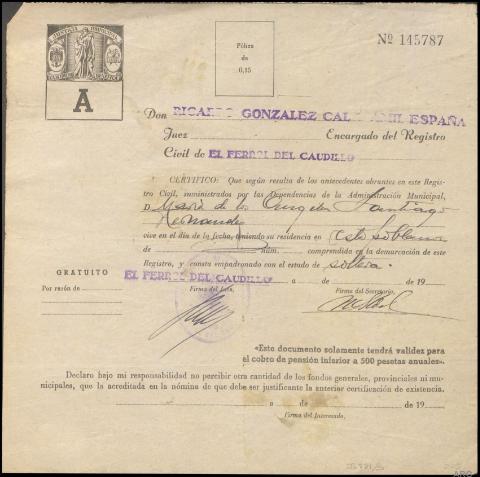 Nº 145787
Póliza
de
0,15
A
Don RICARDO GONZALEZ CAL ESPAÑA
Juez Encargado del Registro
Civil de EL FERROL DEL CAUDILLO
CERTIFICO: Que según resulta de los antecedentes obrantes en este Regis-
tro Civil, suministrados por las Dependencias de la Administración Municipal,
D María de los Angeles Santiago
Hernandez
vive en el día de la fecha, teniendo su residencia en esta
de núm. comprendida en la demarcación de este
Registro, y consta empadronado con el estado de soltera.
GRATUITO
EL FERROL DEL CAUDILLO a de de 19
Por razón de
Firma del Juez,
Firma del Secretario,
«Este documento solamente tendrá validez para
el cobro de pensión inferior a 500 pesetas anuales».
Declaro bajo mi responsabilidad no percibir otra cantidad de los fondos generales, provinciales ni mu-
nicipales, que la acreditada en la nómina de que debe ser justificante la anterior certificación de existencia.
a de de 19
Firma del Interesado,